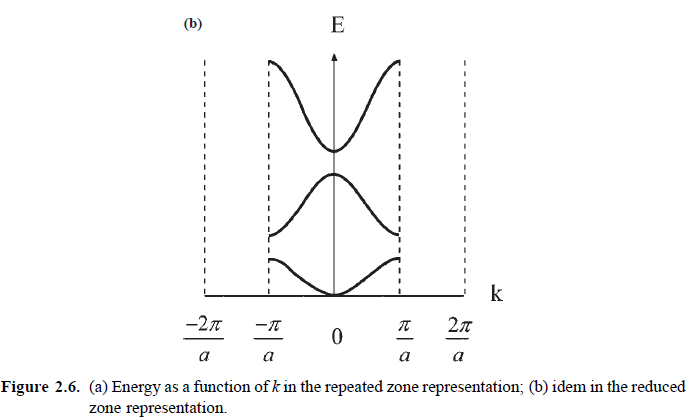 (b)
E
k
−2π/a
−π/a
0
π/a
2π/a
Figure 2.6. (a) Energy as a function of k in the repeated zone representation; (b) idem in the reduced
zone representation.